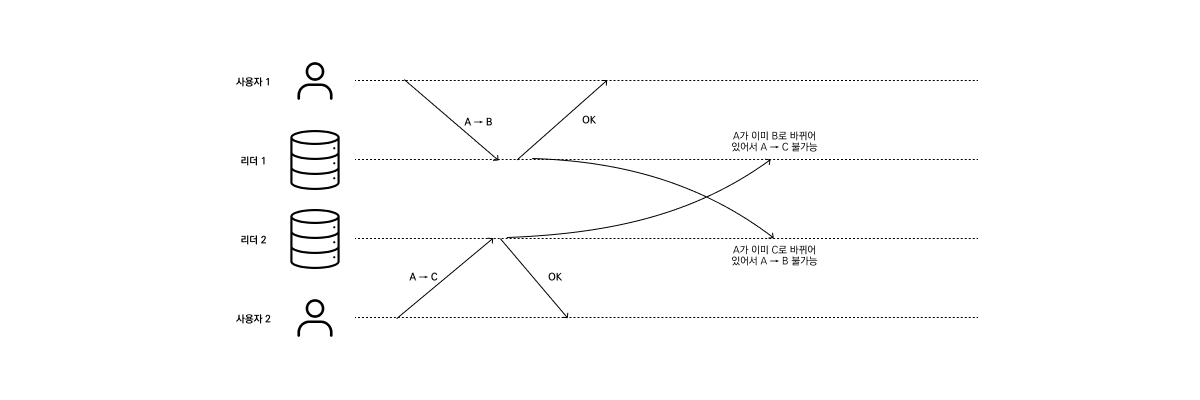 사용자 1
A → B
OK
A가 이미 B로 바뀌어
있어서 A → C 불가능
리더 1
리더 2
A가 이미 C로 바뀌어
있어서 A → B 불가능
A → C
OK
사용자 2